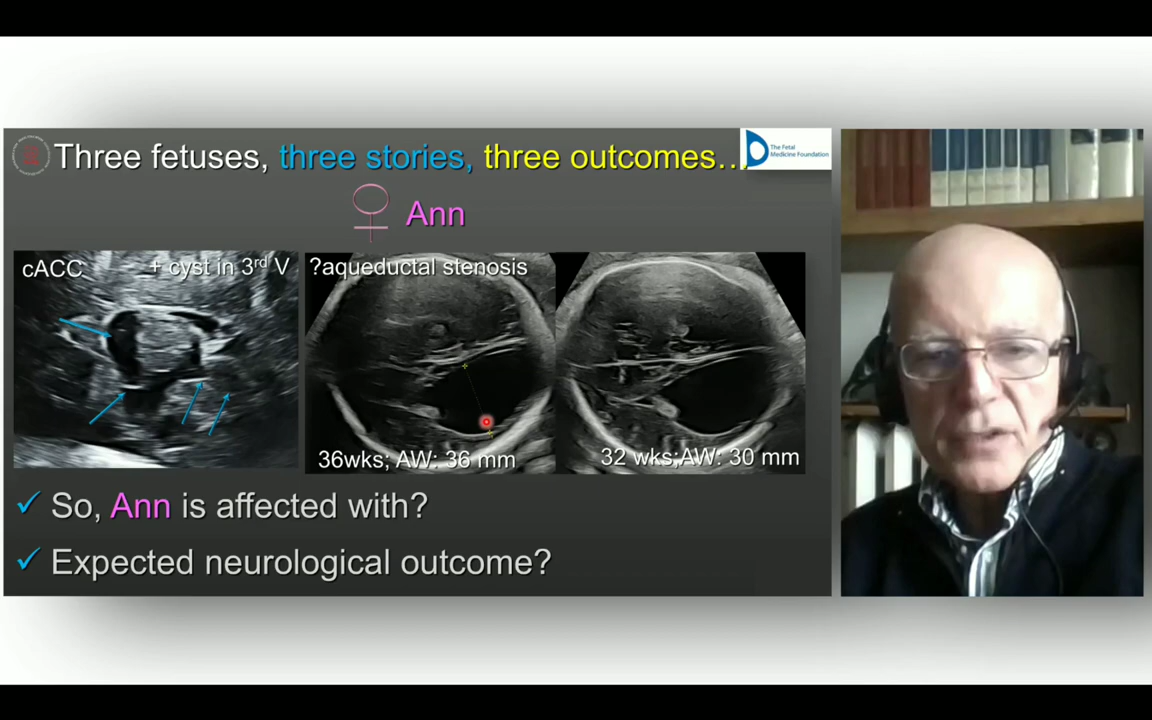 Three fetuses, three stories, three outcomes…
The Fetal
Medicine Foundation
Ann
cACC
+ cyst in 3rd V
?aqueductal stenosis
36wks; AW: 36 mm
32 wks;AW: 30 mm
✓ So, Ann is affected with?
✓ Expected neurological outcome?